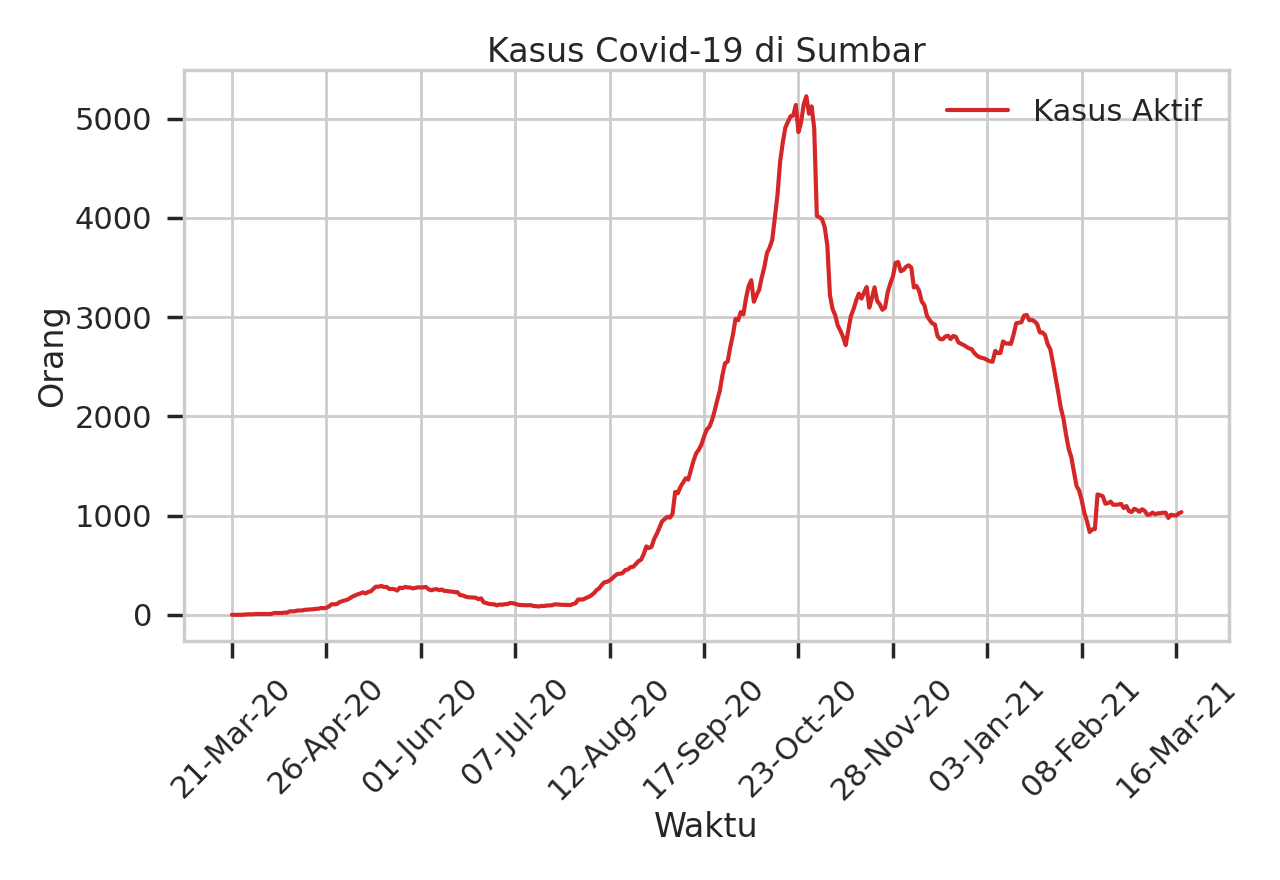 Kasus Covid-19 di Sumbar
Kasus Aktif
Orang
5000
4000
3000
2000
1000
0
21-Mar-20
26-Apr-20
01-Jun-20
07-Jul-20
12-Aug-20
17-Sep-20
23-Oct-20
28-Nov-20
03-Jan-21
08-Feb-21
16-Mar-21
Waktu